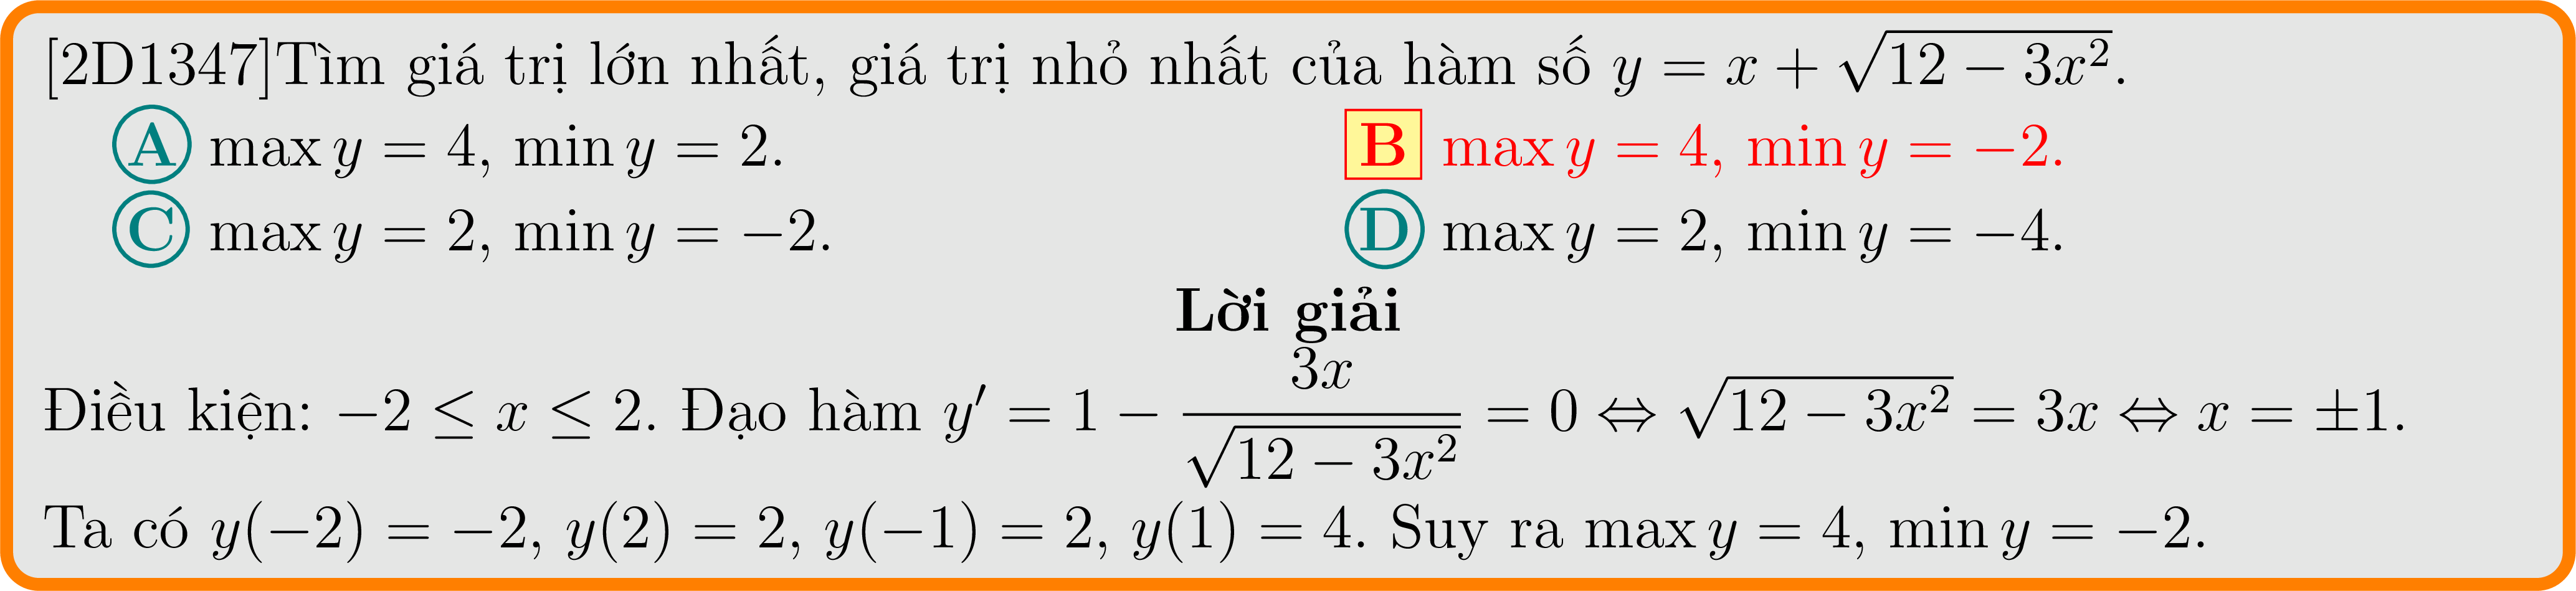 [2D1347]Tìm giá trị lớn nhất, giá trị nhỏ nhất của hàm số $y = x + \sqrt{12 - 3x^2}$.
A $\max y = 4$, $\min y = 2$. B $\max y = 4$, $\min y = -2$.
C $\max y = 2$, $\min y = -2$. D $\max y = 2$, $\min y = -4$.
Lời giải
Điều kiện: $-2 \leq x \leq 2$. Đạo hàm $y' = 1 - \dfrac{3x}{\sqrt{12 - 3x^2}} = 0 \Leftrightarrow \sqrt{12 - 3x^2} = 3x \Leftrightarrow x = \pm 1$.
Ta có $y(-2) = -2$, $y(2) = 2$, $y(-1) = 2$, $y(1) = 4$. Suy ra $\max y = 4$, $\min y = -2$.